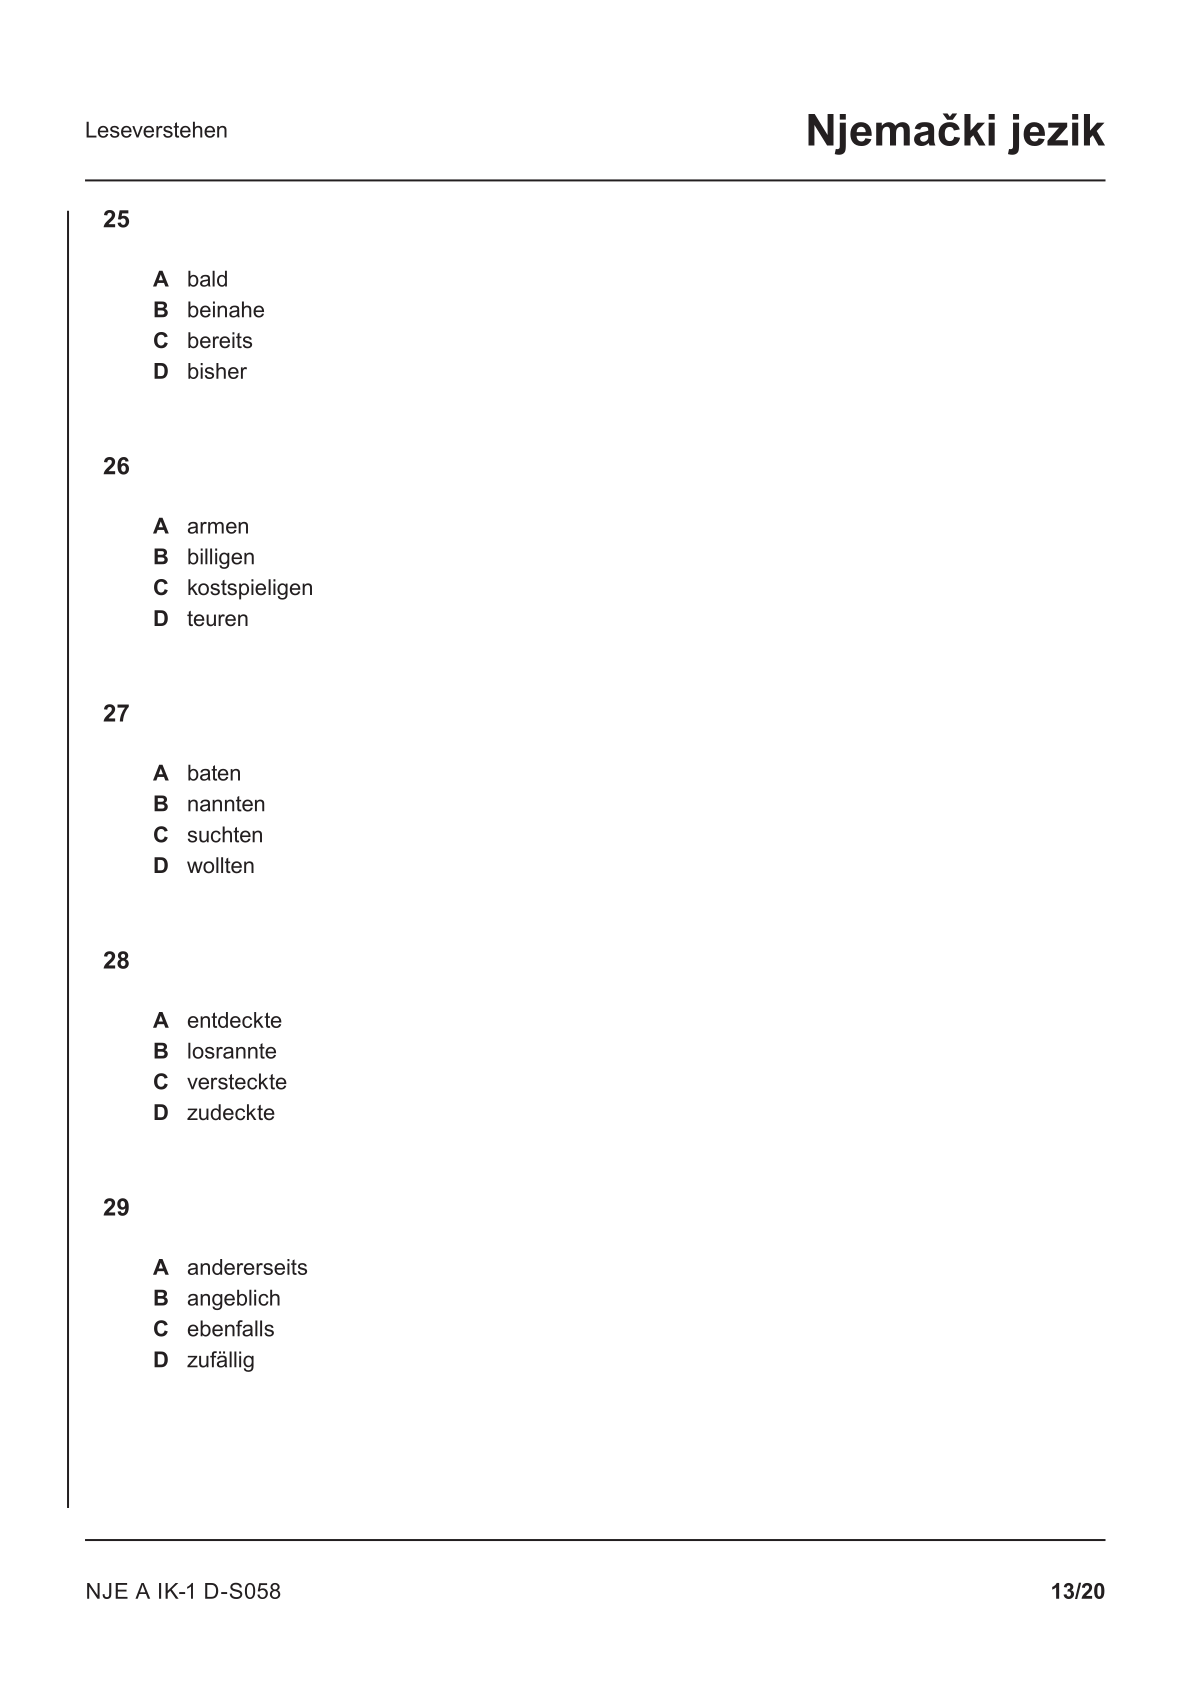 Leseverstehen
Njemački jezik
25
A bald
B beinahe
C bereits
D bisher
26
A armen
B billigen
C kostspieligen
D teuren
27
A baten
B nannten
C suchten
D wollten
28
A entdeckte
B losrannte
C versteckte
D zudeckte
29
A andererseits
B angeblich
C ebenfalls
D zufällig
NJE A IK-1 D-S058
13/20